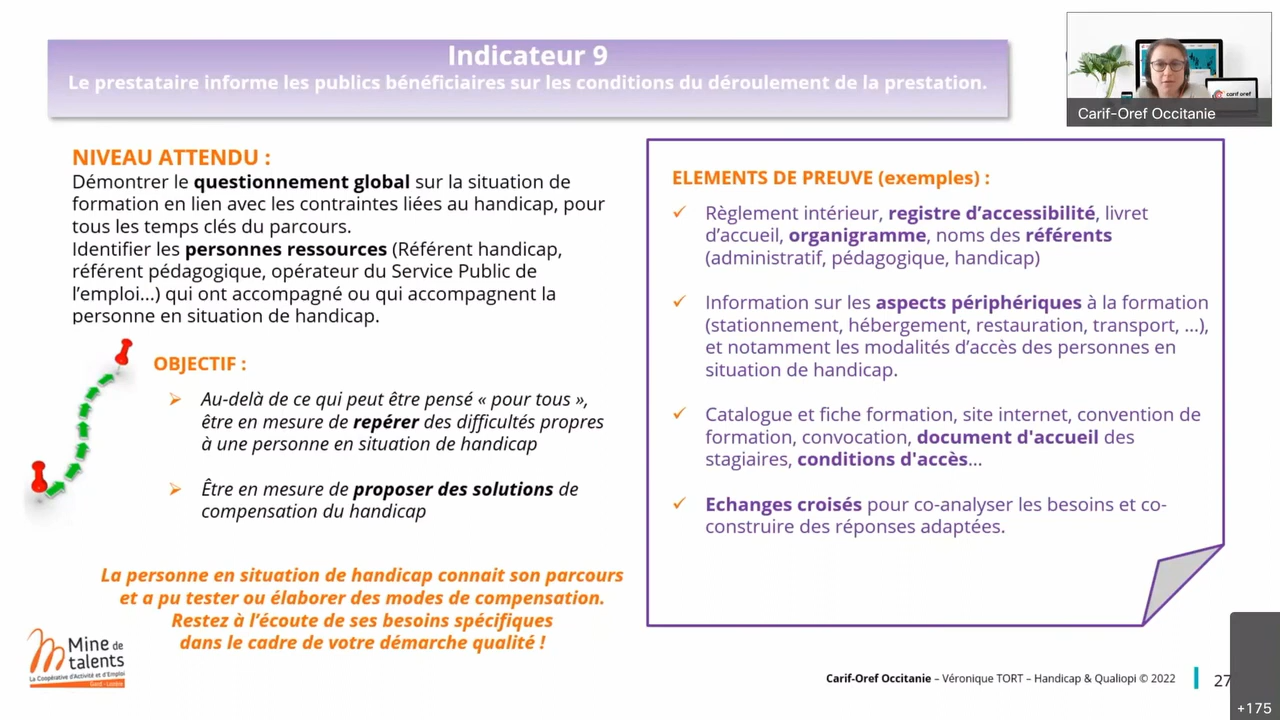 Indicateur 9
Le prestataire informe les publics bénéficiaires sur les conditions du déroulement de la prestation.
carif oref
Carif-Oref Occitanie
NIVEAU ATTENDU :
Démontrer le questionnement global sur la situation de
formation en lien avec les contraintes liées au handicap, pour
tous les temps clés du parcours.
Identifier les personnes ressources (Référent handicap,
référent pédagogique, opérateur du Service Public de
l’emploi...) qui ont accompagné ou qui accompagnent la
personne en situation de handicap.
OBJECTIF :
Au-delà de ce qui peut être pensé « pour tous »,
être en mesure de repérer des difficultés propres
à une personne en situation de handicap
Être en mesure de proposer des solutions de
compensation du handicap
La personne en situation de handicap connait son parcours
et a pu tester ou élaborer des modes de compensation.
Restez à l’écoute de ses besoins spécifiques
dans le cadre de votre démarche qualité !
Mine de
talents
La Coopérative d'Activité et d'Emploi
Gard - Lozère
ELEMENTS DE PREUVE (exemples) :
Règlement intérieur, registre d’accessibilité, livret
d’accueil, organigramme, noms des référents
(administratif, pédagogique, handicap)
Information sur les aspects périphériques à la formation
(stationnement, hébergement, restauration, transport, ...),
et notamment les modalités d’accès des personnes en
situation de handicap.
Catalogue et fiche formation, site internet, convention de
formation, convocation, document d'accueil des
stagiaires, conditions d'accès...
Echanges croisés pour co-analyser les besoins et co-
construire des réponses adaptées.
Carif-Oref Occitanie – Véronique TORT – Handicap & Qualiopi © 2022
27
+175